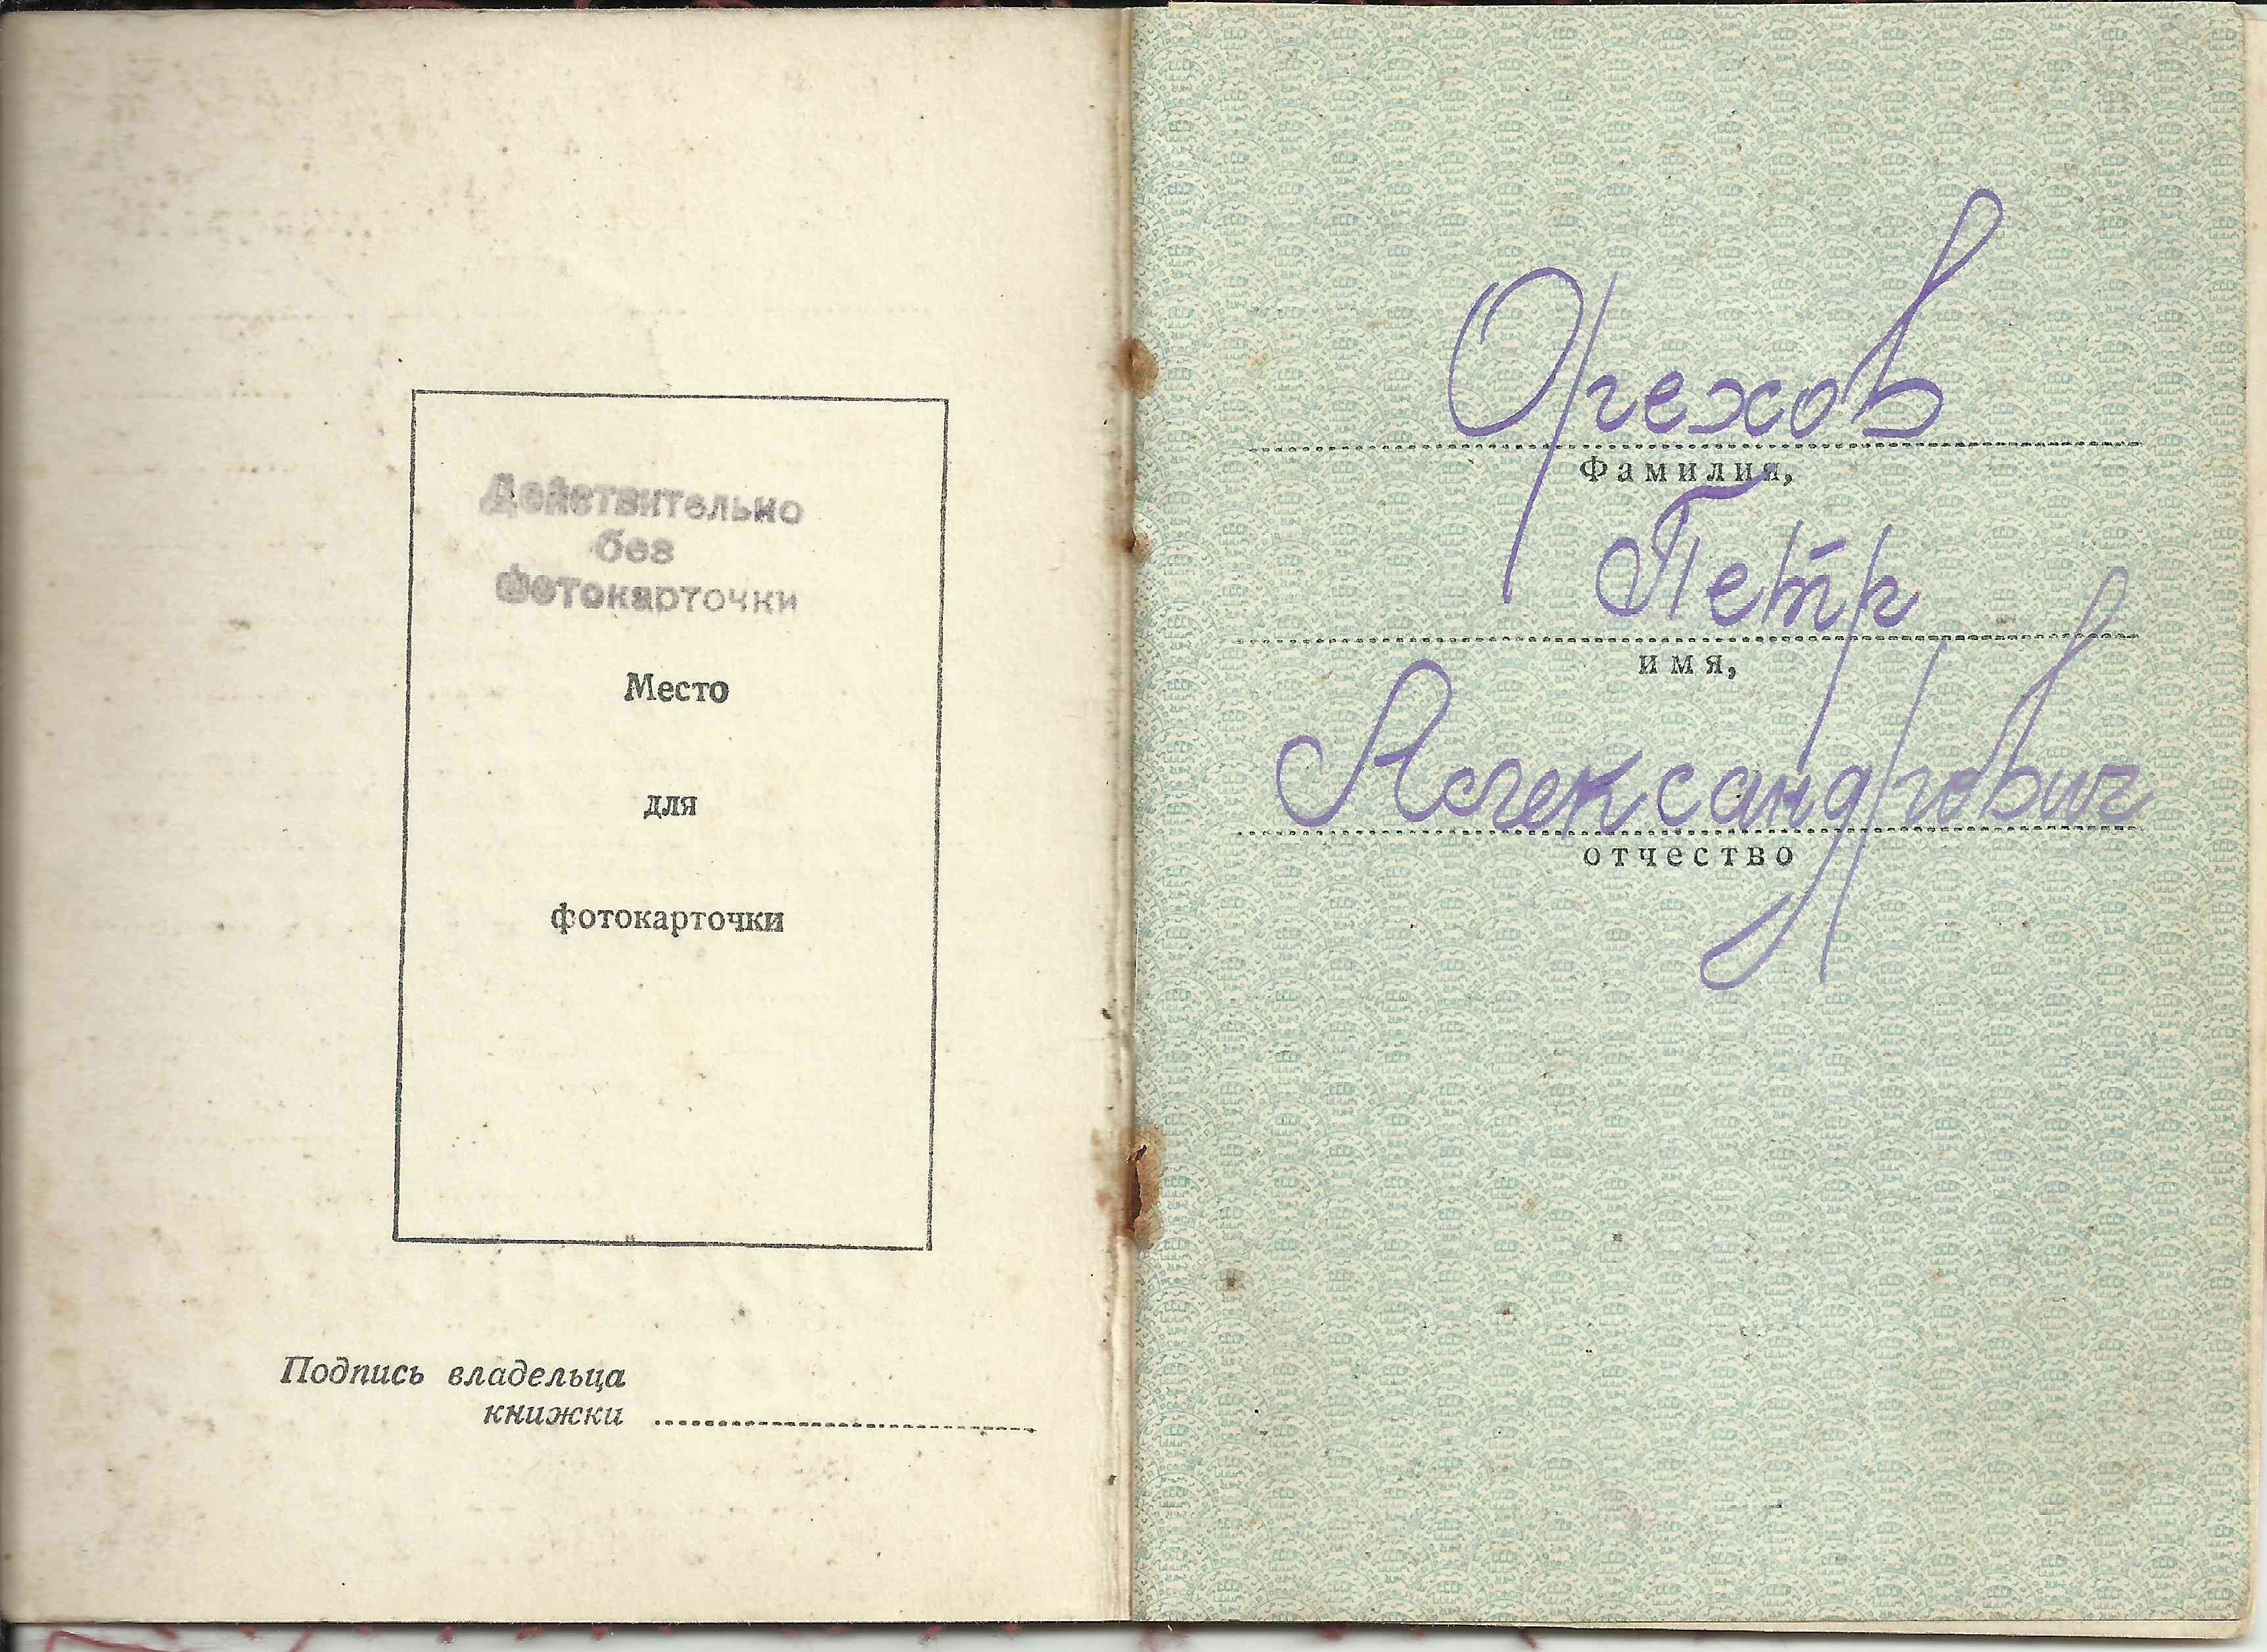 Действительно
без
фотокарточки
Место
для
фотокарточки
Подпись владельца
книжки
Орехов
Фамилия,
Петр
имя,
Александрович
отчество